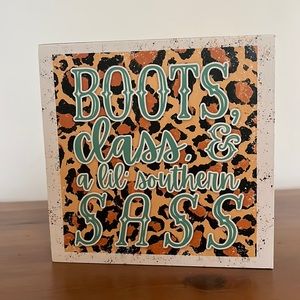 BOOTS,
class, &
a lil' southern
SASS